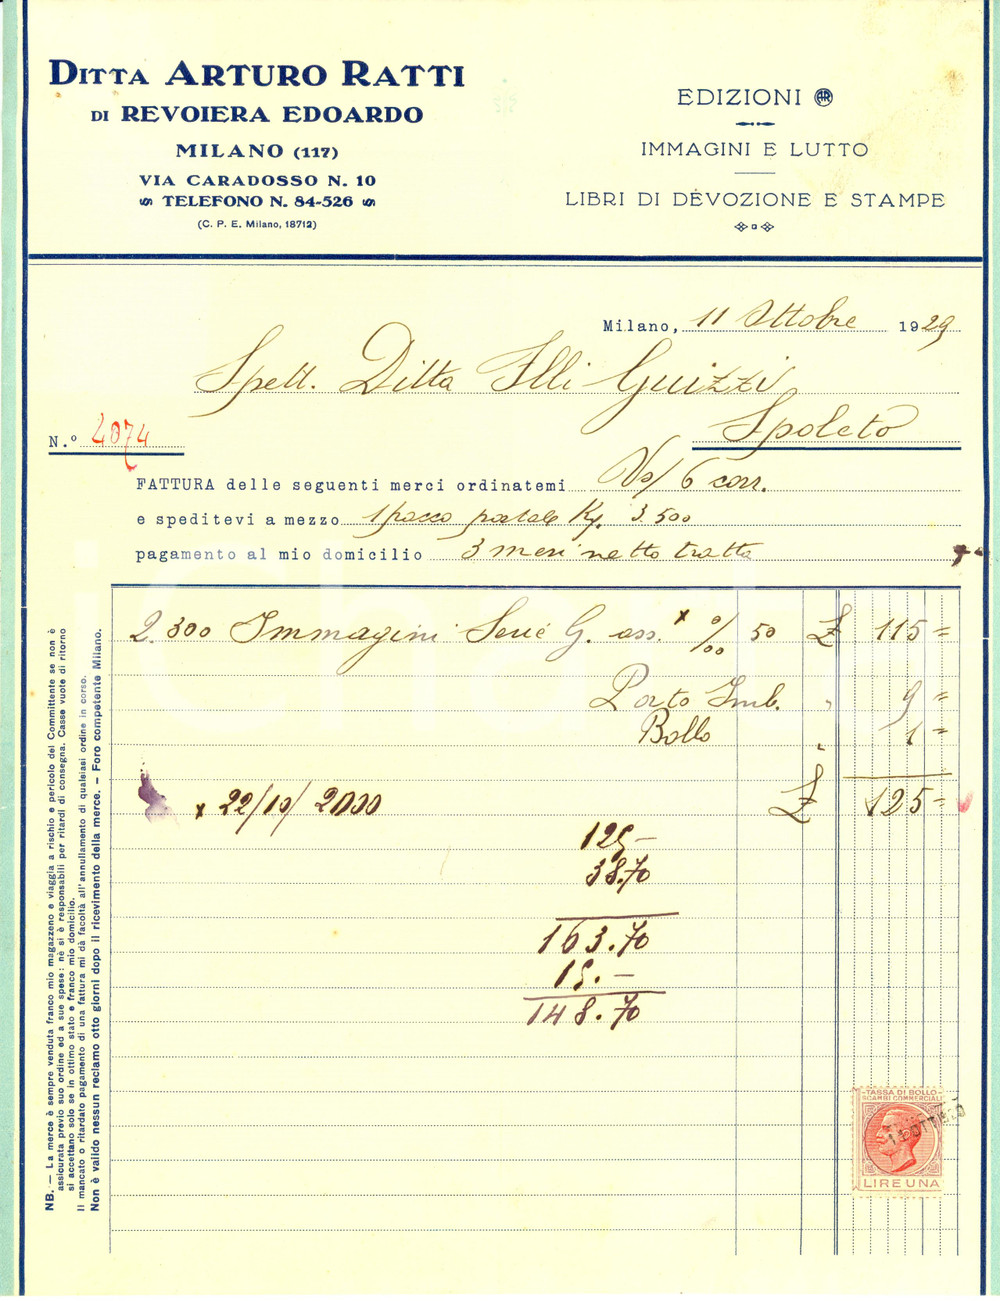 DITTA ARTURO RATTI
DI REVOIERA EDOARDO
MILANO (117)
VIA CARADOSSO N. 10
TELEFONO N. 84-526
(C. P. E. Milano, 18712)
EDIZIONI AR
IMMAGINI E LUTTO
LIBRI DI DEVOZIONE E STAMPE
Milano, 11 Ottobre 1929
Spett. Ditta Flli Guizzi
Spoleto
N.° 4074
FATTURA delle seguenti merci ordinatemi Vs/ 6 corr.
e speditevi a mezzo 1 pacco postale Kg. 3.500
pagamento al mio domicilio 3 mesi netto tratta
2.300 Immagini Serie G. ass. x %00 50 £ 115=
Porto Imb. " 9=
Bollo " 1=
£ 125=
x 22/10/2000
125-
38.70
163.70
15.-
148.70
NB. — La merce è sempre venduta franco mio magazzeno e viaggia a rischio e pericolo del Committente se non è
assicurata previo suo ordine ed a sue spese: nè si è responsabili per ritardi di consegna. Casse vuote di ritorno
si accettano solo se in ottimo stato e franco mio domicilio.
Il mancato o ritardato pagamento di una fattura mi dà facoltà all'annullamento di qualsiasi ordine in corso.
Non è valido nessun reclamo otto giorni dopo il ricevimento della merce. — Foro competente Milano.
TASSA DI BOLLO
SCAMBI COMMERCIALI
LIRE UNA